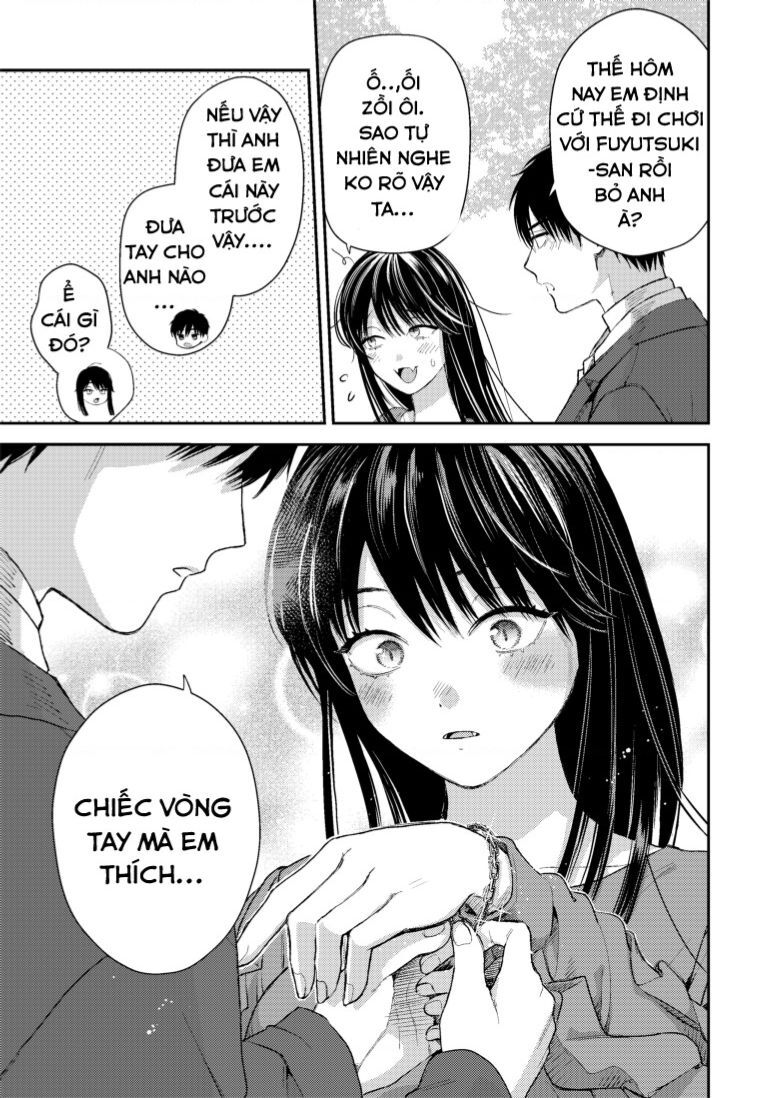 THẾ HÔM
NAY EM ĐỊNH
CỨ THẾ ĐI CHƠI
VỚI FUYUTSUKI
-SAN RỒI
BỎ ANH
À?
Ố..,ỐI
ZỒI ÔI.
SAO TỰ
NHIÊN NGHE
KO RÕ VẬY
TA...
NẾU VẬY
THÌ ANH
ĐƯA EM
CÁI NÀY
TRƯỚC
VẬY....
ĐƯA
TAY CHO
ANH NÀO
...
Ể
CÁI GÌ
ĐÓ?
CHIẾC VÒNG
TAY MÀ EM
THÍCH...